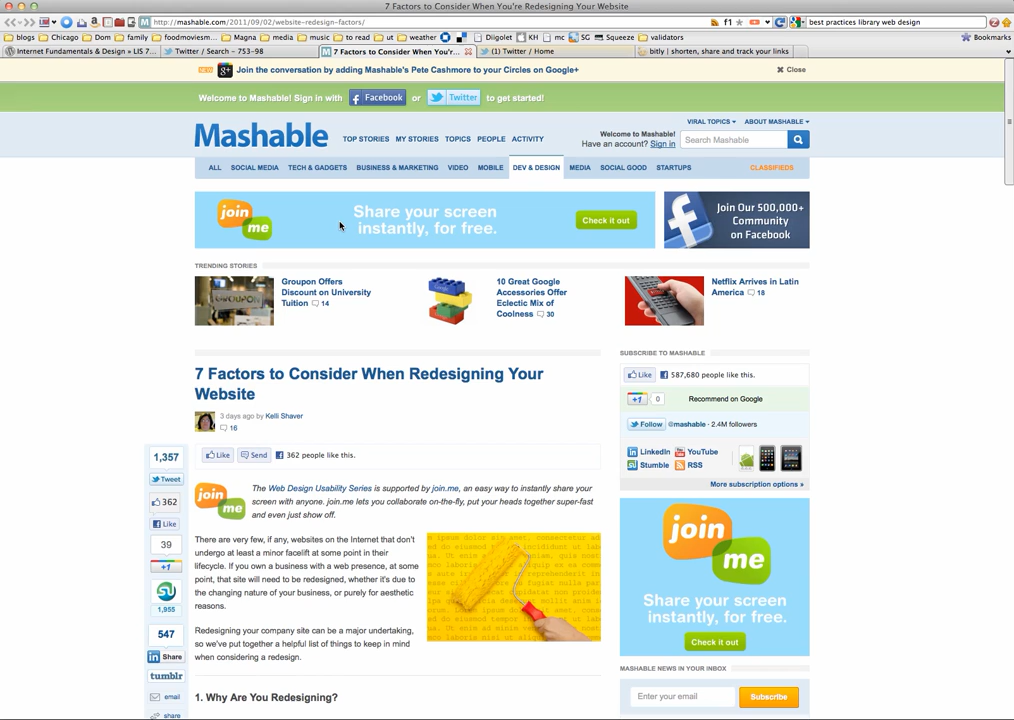 7 Factors to Consider When You're Redesigning Your Website
http://mashable.com/2011/09/02/website-redesign-factors/
f1
best practices library web design
blogs Chicago Dom family foodmoviesm... Magna media music to read ut weather Diigolet KH mc SG Squeeze validators Bookmarks
Internet Fundamentals & Design » LIS 7... Twitter / Search – 753-98 7 Factors to Consider When You'r... (1) Twitter / Home bitly | shorten, share and track your links
NEW Join the conversation by adding Mashable's Pete Cashmore to your Circles on Google+ Close
Welcome to Mashable! Sign in with Facebook or Twitter to get started!
VIRAL TOPICS ABOUT MASHABLE
Mashable TOP STORIES MY STORIES TOPICS PEOPLE ACTIVITY
Welcome to Mashable!
Have an account? Sign in
Search Mashable
ALL SOCIAL MEDIA TECH & GADGETS BUSINESS & MARKETING VIDEO MOBILE DEV & DESIGN MEDIA SOCIAL GOOD STARTUPS CLASSIFIEDS
join
me
Share your screen
instantly, for free.
Check it out
Join Our 500,000+
Community
on Facebook
TRENDING STORIES
GROUPON
Groupon Offers
Discount on University
Tuition 14
10 Great Google
Accessories Offer
Eclectic Mix of
Coolness 30
Netflix Arrives in Latin
America 18
7 Factors to Consider When Redesigning Your
Website
3 days ago by Kelli Shaver
16
Like Send 362 people like this.
1,357
Tweet
362
Like
39
+1
1,955
547
Share
tumblr
email
share
join
me
The Web Design Usability Series is supported by join.me, an easy way to instantly share your
screen with anyone. join.me lets you collaborate on-the-fly, put your heads together super-fast
and even just show off.
There are very few, if any, websites on the Internet that don't
undergo at least a minor facelift at some point in their
lifecycle. If you own a business with a web presence, at some
point, that site will need to be redesigned, whether it's due to
the changing nature of your business, or purely for aesthetic
reasons.
Redesigning your company site can be a major undertaking,
so we've put together a helpful list of things to keep in mind
when considering a redesign.
1. Why Are You Redesigning?
SUBSCRIBE TO MASHABLE
Like 587,680 people like this.
+1 0 Recommend on Google
Follow @mashable · 2.4M followers
LinkedIn YouTube
Stumble RSS
More subscription options »
join
me
Share your screen
instantly, for free.
Check it out
MASHABLE NEWS IN YOUR INBOX
Enter your email Subscribe